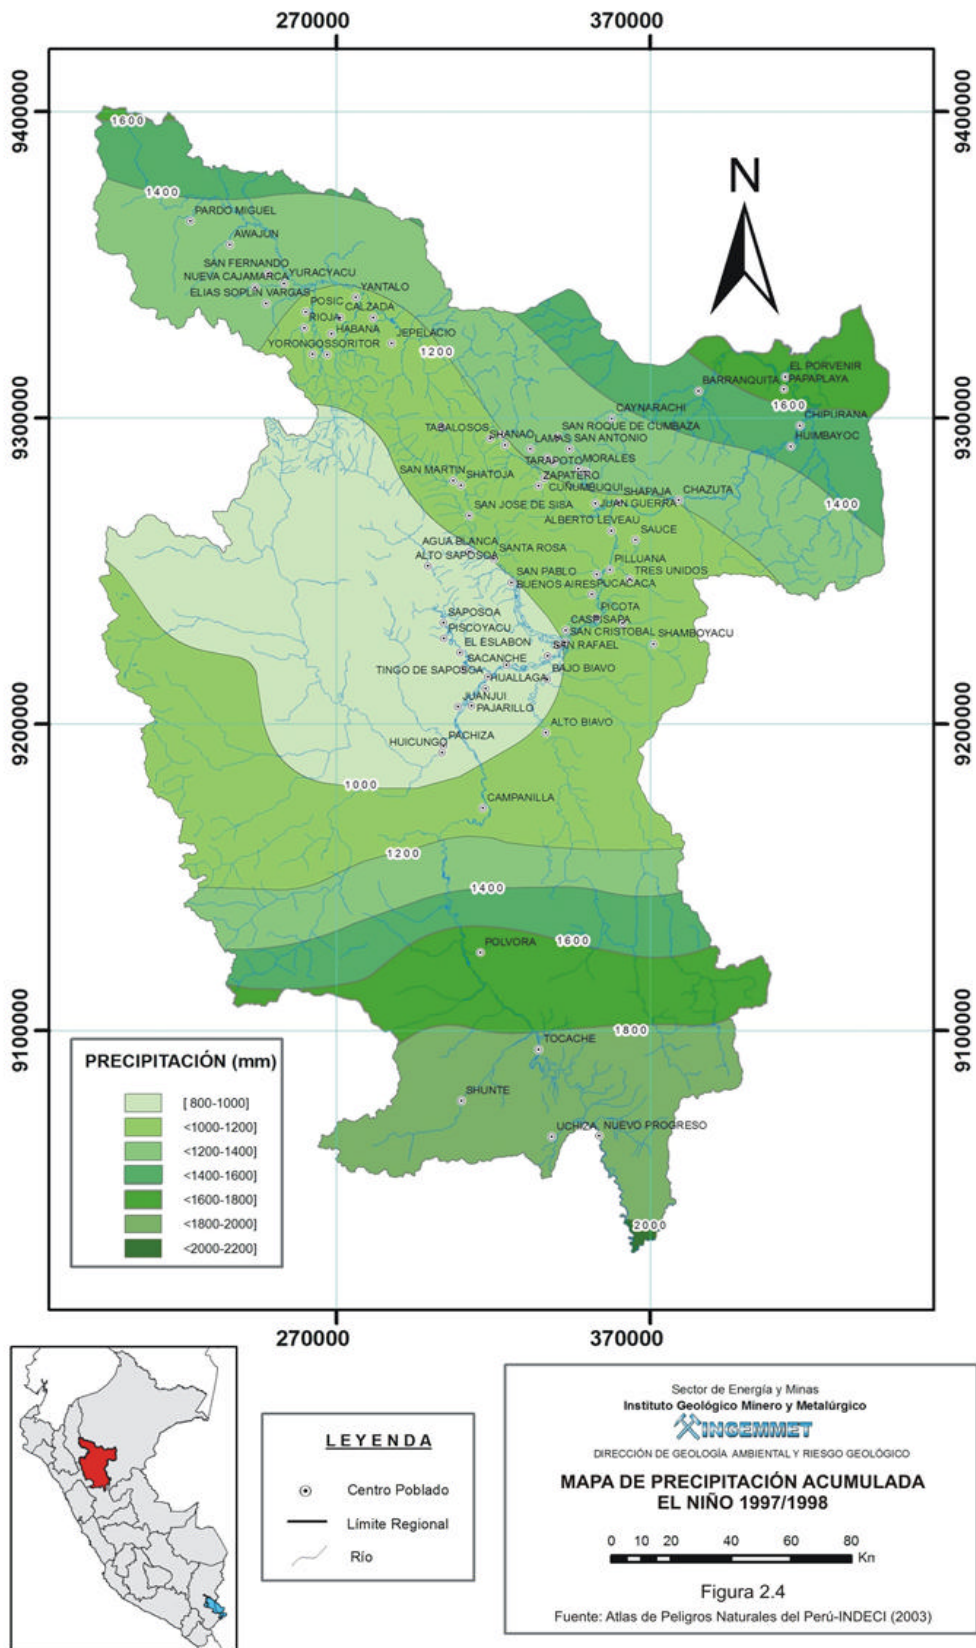 270000
370000
9400000
9400000
N
1600
1400
PARDO MIGUEL
AWAJUN
SAN FERNANDO
NUEVA CAJAMARCA
YURACYACU
ELIAS SOPLIN VARGAS
YANTALO
POSIC
CALZADA
RIOJA
HABANA
JEPELACIO
YORONGOS
SORITOR
1200
EL PORVENIR
BARRANQUITA
PAPAPLAYA
1600
9300000
9300000
CAYNARACHI
CHIPURANA
TABALOSOS
SAN ROQUE DE CUMBAZA
SHANAO
LAMAS
SAN ANTONIO
HUIMBAYOC
TARAPOTO
MORALES
SAN MARTIN
SHATOJA
ZAPATERO
CUÑUMBUQUI
SHAPAJA
CHAZUTA
SAN JOSE DE SISA
JUAN GUERRA
1400
ALBERTO LEVEAU
SAUCE
AGUA BLANCA
ALTO SAPOSOA
SANTA ROSA
PILLUANA
SAN PABLO
TRES UNIDOS
BUENOS AIRES
PUCACACA
SAPOSOA
PICOTA
CASPISAPA
PISCOYACU
SAN CRISTOBAL
SHAMBOYACU
EL ESLABON
SAN RAFAEL
SACANCHE
TINGO DE SAPOSOA
BAJO BIAVO
HUALLAGA
JUANJUI
PAJARILLO
9200000
9200000
ALTO BIAVO
PACHIZA
HUICUNGO
1000
CAMPANILLA
1200
1400
POLVORA
1600
9100000
9100000
1800
TOCACHE
SHUNTE
UCHIZA
NUEVO PROGRESO
2000
PRECIPITACIÓN (mm)
[ 800-1000]
<1000-1200]
<1200-1400]
<1400-1600]
<1600-1800]
<1800-2000]
<2000-2200]
270000
370000
LEYENDA
Centro Poblado
Límite Regional
Río
Sector de Energía y Minas
Instituto Geológico Minero y Metalúrgico
INGEMMET
DIRECCIÓN DE GEOLOGÍA AMBIENTAL Y RIESGO GEOLÓGICO
MAPA DE PRECIPITACIÓN ACUMULADA
EL NIÑO 1997/1998
0 10 20 40 60 80
Km
Figura 2.4
Fuente: Atlas de Peligros Naturales del Perú-INDECI (2003)